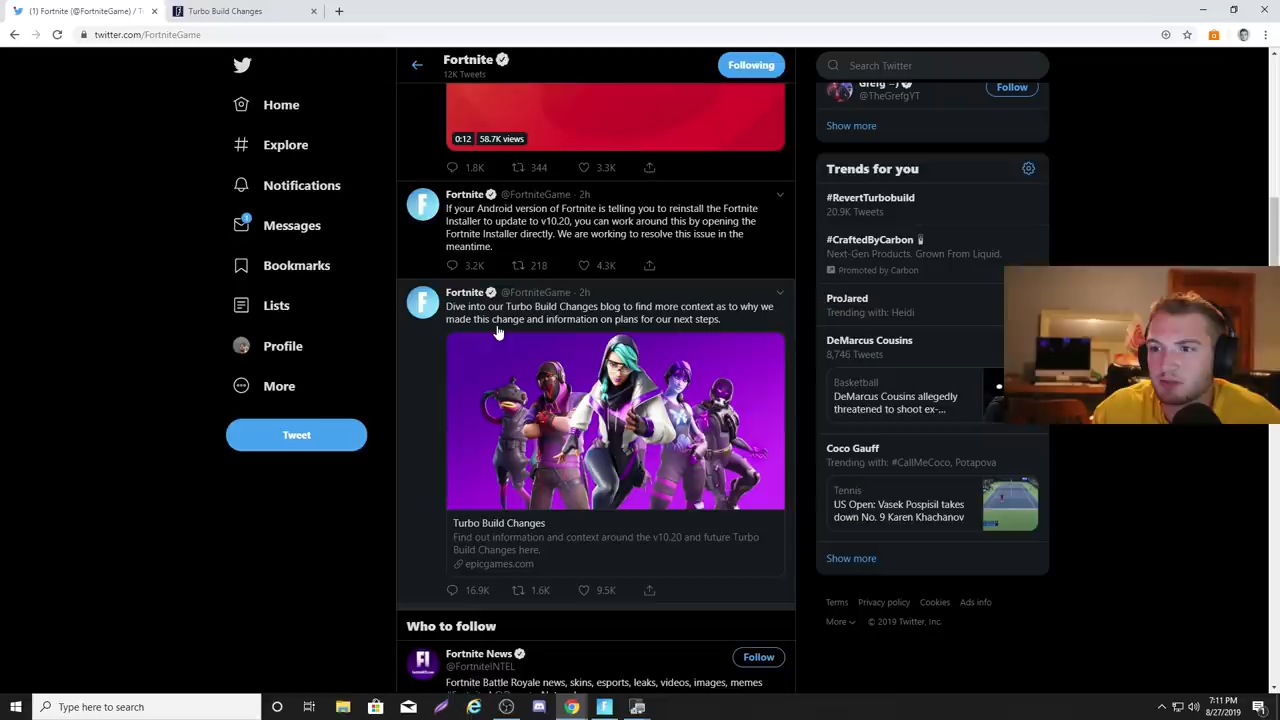 (1) Fortnite (@FortniteGame) / T
Turbo Build Changes
twitter.com/FortniteGame
Home
Explore
Notifications
1
Messages
Bookmarks
Lists
Profile
More
Tweet
Fortnite
12K Tweets
Following
0:12 58.7K views
1.8K 344 3.3K
Fortnite @FortniteGame · 2h
If your Android version of Fortnite is telling you to reinstall the Fortnite
Installer to update to v10.20, you can work around this by opening the
Fortnite Installer directly. We are working to resolve this issue in the
meantime.
3.2K 218 4.3K
Fortnite @FortniteGame · 2h
Dive into our Turbo Build Changes blog to find more context as to why we
made this change and information on plans for our next steps.
Turbo Build Changes
Find out information and context around the v10.20 and future Turbo
Build Changes here.
epicgames.com
16.9K 1.6K 9.5K
Who to follow
Fortnite News
@FortniteINTEL
Follow
Fortnite Battle Royale news, skins, esports, leaks, videos, images, memes
Search Twitter
Grefg =)
@TheGrefgYT
Follow
Show more
Trends for you
#RevertTurbobuild
20.9K Tweets
#CraftedByCarbon
Next-Gen Products. Grown From Liquid.
Promoted by Carbon
ProJared
Trending with: Heidi
DeMarcus Cousins
8,746 Tweets
Basketball
DeMarcus Cousins allegedly
threatened to shoot ex-...
Coco Gauff
Trending with: #CallMeCoco, Potapova
Tennis
US Open: Vasek Pospisil takes
down No. 9 Karen Khachanov
Show more
Terms Privacy policy Cookies Ads info
More © 2019 Twitter, Inc.
Type here to search
7:11 PM
8/27/2019